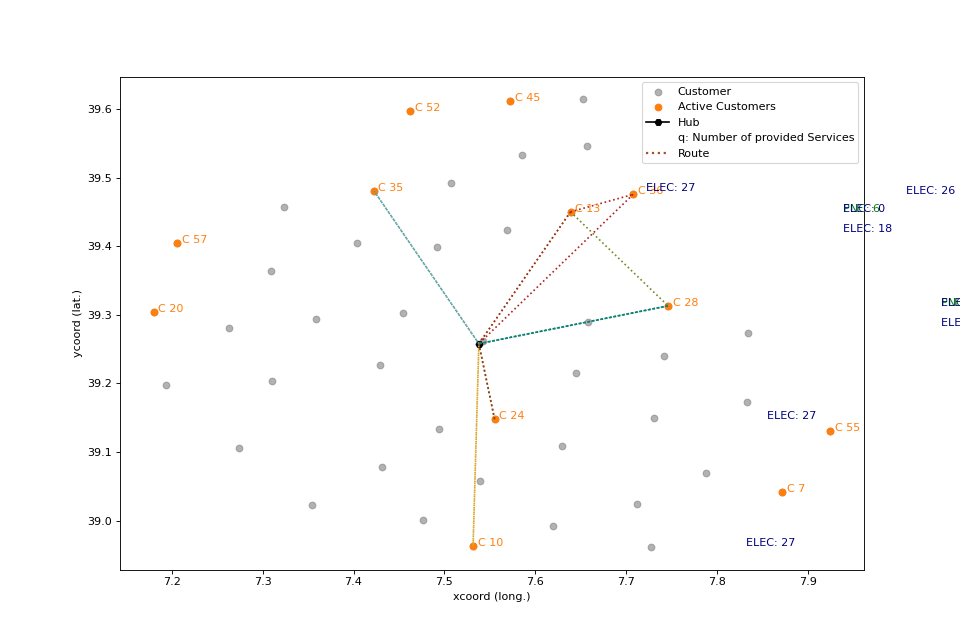 Customer
Active Customers
Hub
q: Number of provided Services
Route
C 45
C 52
39.6
39.5
C 35
ELEC: 27
ELEC: 26
C 13
ELEC: 0
ELEC: 18
C 57
39.4
C 28
C 20
39.3
39.2
C 24
ELEC: 27
C 55
39.1
C 7
39.0
C 10
ELEC: 27
7.2
7.3
7.4
7.5
7.6
7.7
7.8
7.9
xcoord (long.)
ycoord (lat.)